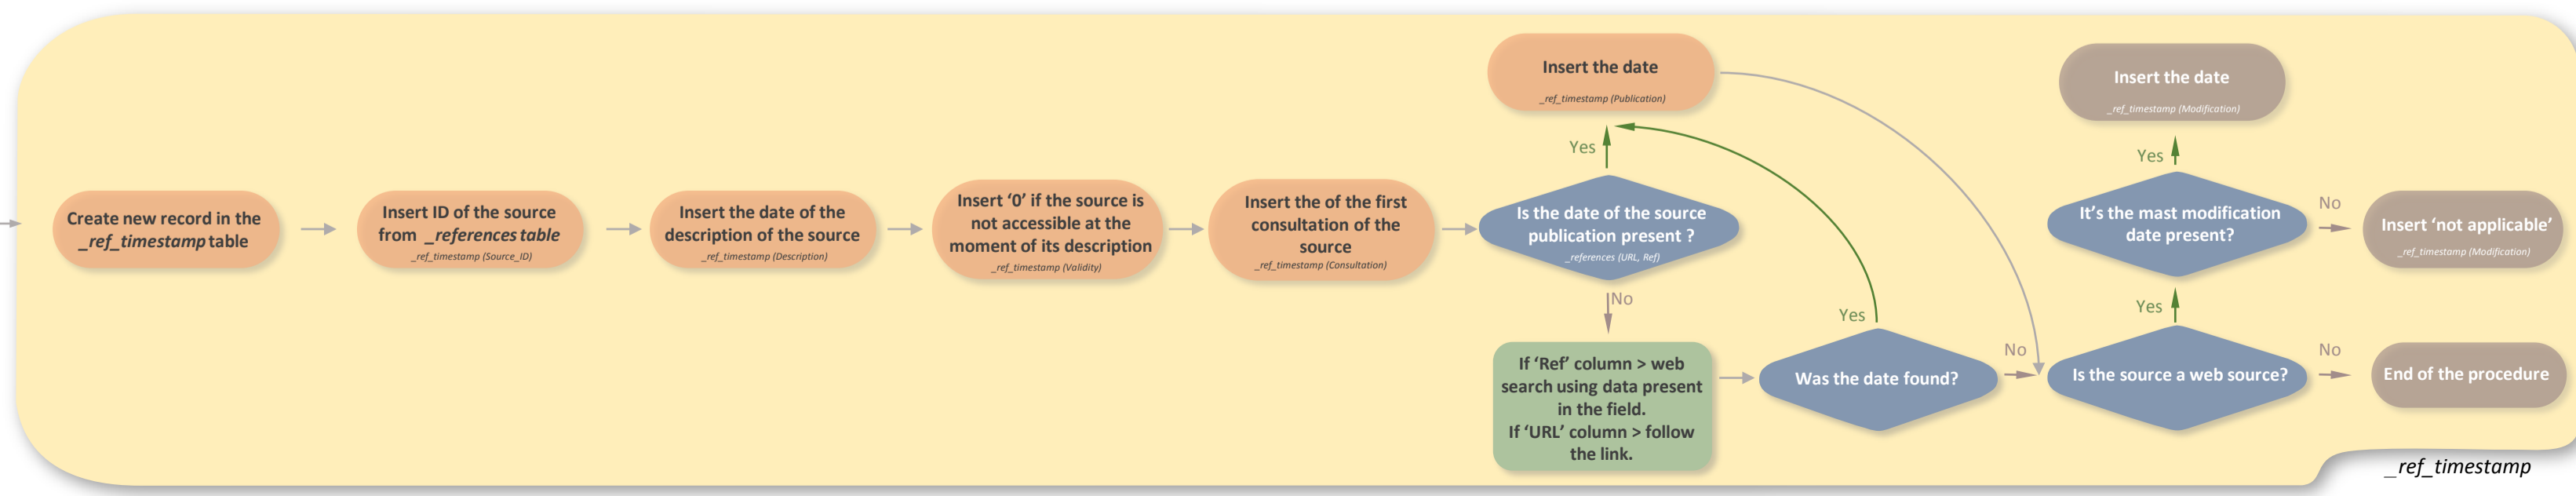 Create new record in the
_ref_timestamp table
Insert ID of the source
from _references table
_ref_timestamp (Source_ID)
Insert the date of the
description of the source
_ref_timestamp (Description)
Insert ‘0’ if the source is
not accessible at the
moment of its description
_ref_timestamp (Validity)
Insert the of the first
consultation of the
source
_ref_timestamp (Consultation)
Is the date of the source
publication present ?
_references (URL, Ref)
Yes
Insert the date
_ref_timestamp (Publication)
No
If ‘Ref’ column > web
search using data present
in the field.
If ‘URL’ column > follow
the link.
Was the date found?
Yes
No
Is the source a web source?
Yes
No
End of the procedure
It’s the mast modification
date present?
Yes
Insert the date
_ref_timestamp (Modification)
No
Insert ‘not applicable’
_ref_timestamp (Modification)
_ref_timestamp